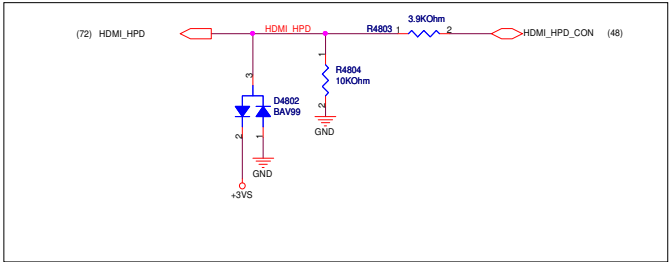 3.9KOhm
(72) HDMI_HPD HDMI_HPD R4803 1 2 HDMI_HPD_CON (48)
1
3
R4804
10KOhm
D4802
BAV99
2
GND
2 1
GND
+3VS